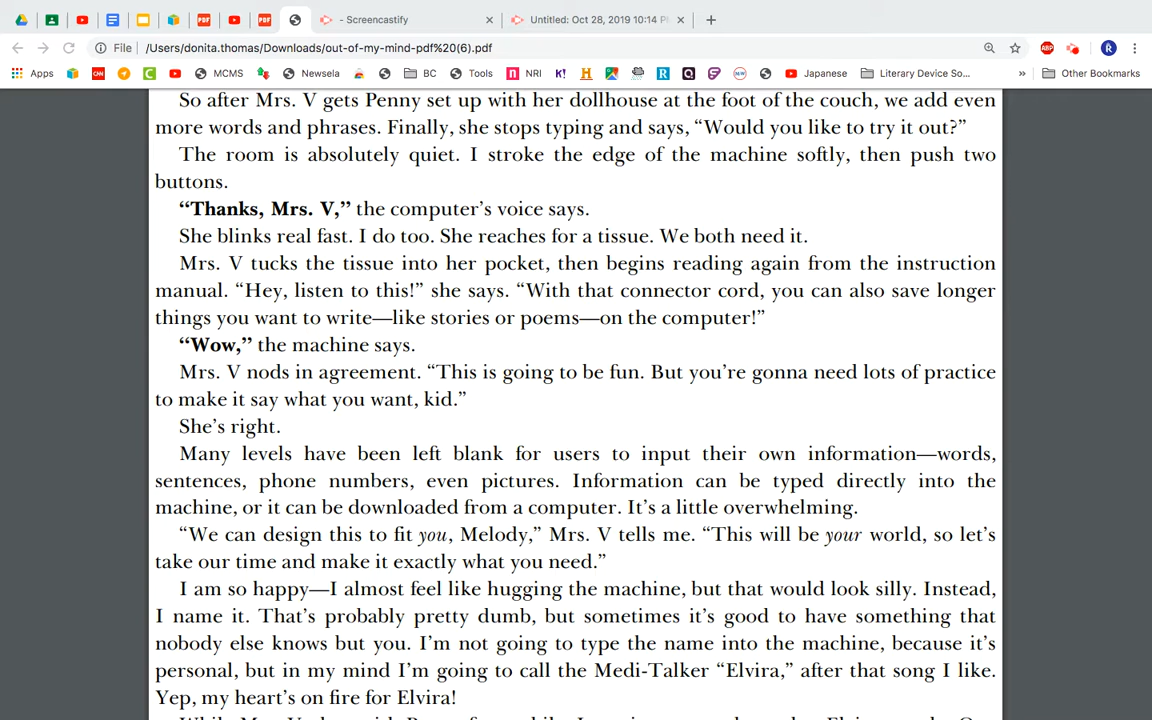 - Screencastify
Untitled: Oct 28, 2019 10:14 P
File /Users/donita.thomas/Downloads/out-of-my-mind-pdf%20(6).pdf
Apps MCMS Newsela BC Tools NRI Japanese Literary Device So... » Other Bookmarks
So after Mrs. V gets Penny set up with her dollhouse at the foot of the couch, we add even
more words and phrases. Finally, she stops typing and says, “Would you like to try it out?”
The room is absolutely quiet. I stroke the edge of the machine softly, then push two
buttons.
“Thanks, Mrs. V,” the computer’s voice says.
She blinks real fast. I do too. She reaches for a tissue. We both need it.
Mrs. V tucks the tissue into her pocket, then begins reading again from the instruction
manual. “Hey, listen to this!” she says. “With that connector cord, you can also save longer
things you want to write—like stories or poems—on the computer!”
“Wow,” the machine says.
Mrs. V nods in agreement. “This is going to be fun. But you’re gonna need lots of practice
to make it say what you want, kid.”
She’s right.
Many levels have been left blank for users to input their own information—words,
sentences, phone numbers, even pictures. Information can be typed directly into the
machine, or it can be downloaded from a computer. It’s a little overwhelming.
“We can design this to fit you, Melody,” Mrs. V tells me. “This will be your world, so let’s
take our time and make it exactly what you need.”
I am so happy—I almost feel like hugging the machine, but that would look silly. Instead,
I name it. That’s probably pretty dumb, but sometimes it’s good to have something that
nobody else knows but you. I’m not going to type the name into the machine, because it’s
personal, but in my mind I’m going to call the Medi-Talker “Elvira,” after that song I like.
Yep, my heart’s on fire for Elvira!